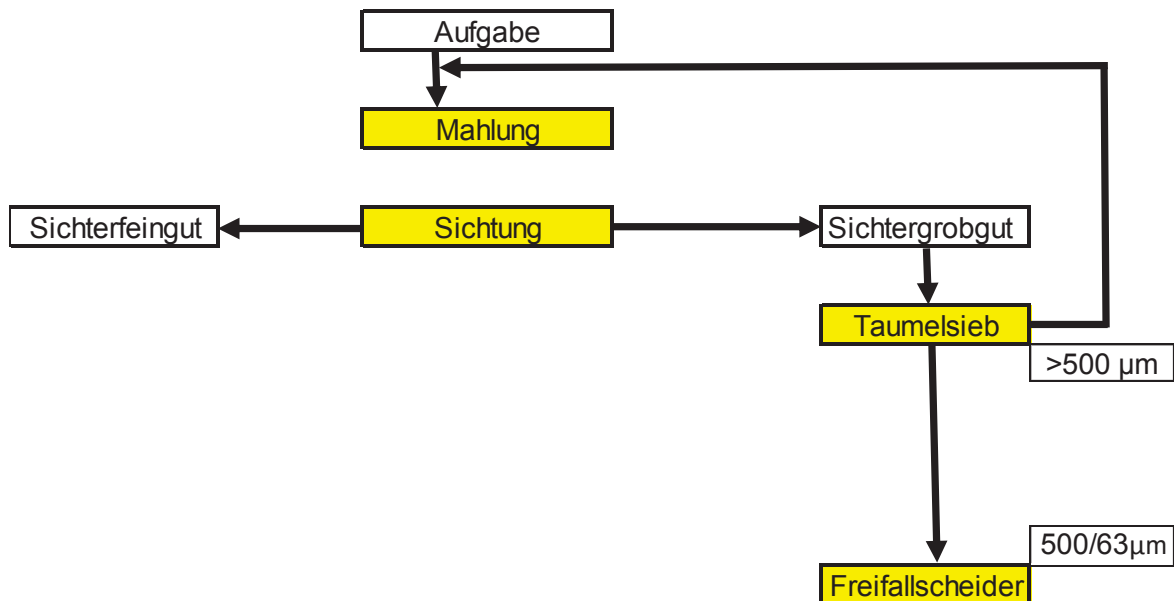 Aufgabe
Mahlung
Sichterfeingut
Sichtung
Sichtergrobgut
Taumelsieb
>500 µm
500/63µm
Freifallscheider